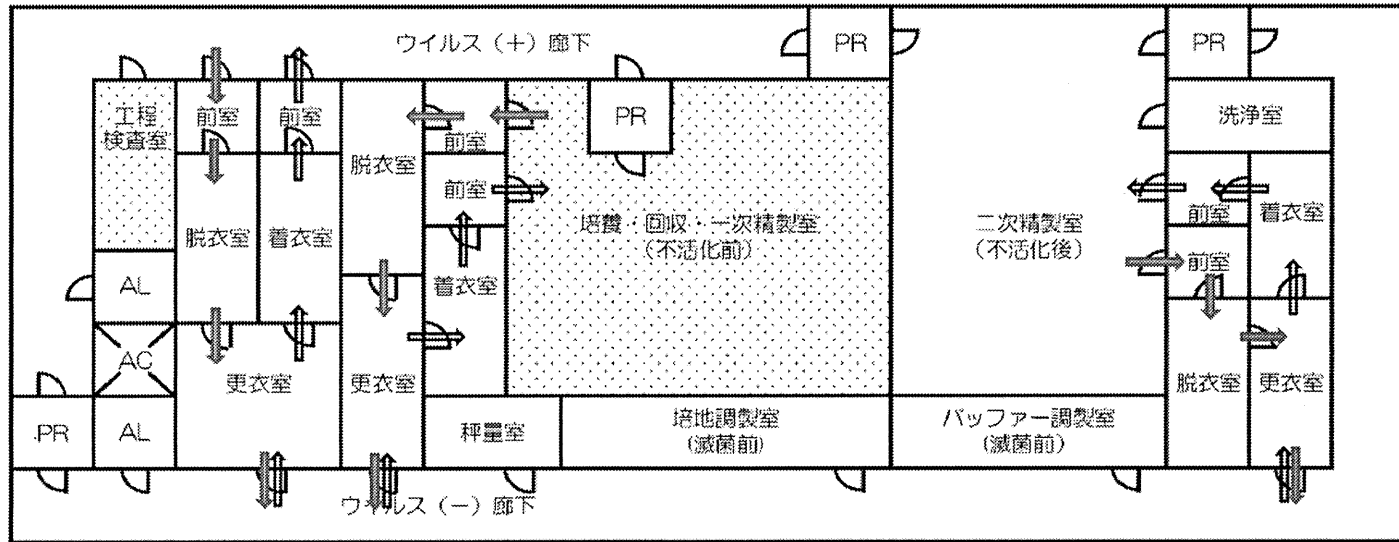 ウイルス（＋）廊下
PR
PR
工程
検査室
前室
前室
脱衣室
前室
PR
洗浄室
前室
脱衣室
着衣室
培養・回収・一次精製室
（不活化前）
二次精製室
（不活化後）
前室
着衣室
前室
AL
着衣室
AC
更衣室
更衣室
脱衣室
更衣室
PR
AL
秤量室
培地調製室
(滅菌前)
バッファー調製室
（滅菌前）
ウイルス（－）廊下